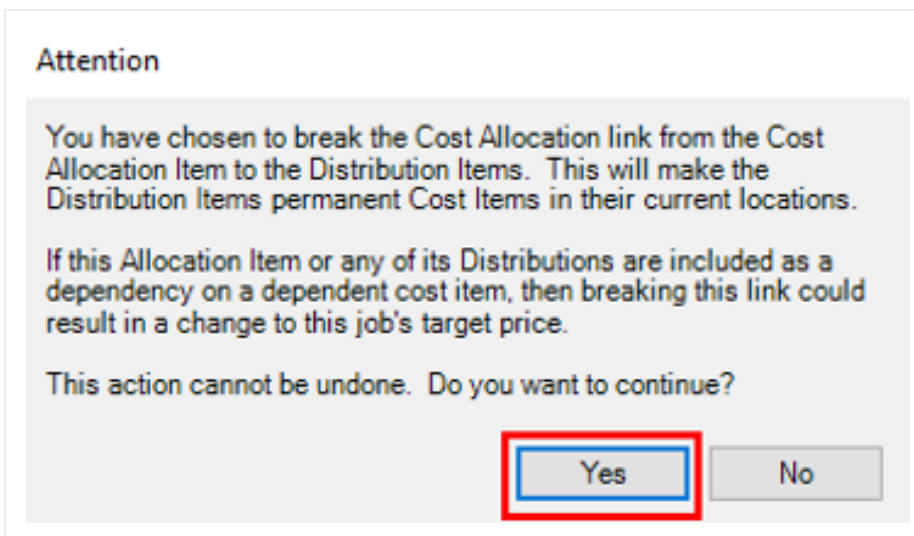 Attention
You have chosen to break the Cost Allocation link from the Cost
Allocation Item to the Distribution Items.  This will make the
Distribution Items permanent Cost Items in their current locations.
If this Allocation Item or any of its Distributions are included as a
dependency on a dependent cost item, then breaking this link could
result in a change to this job's target price.
This action cannot be undone.  Do you want to continue?
Yes No